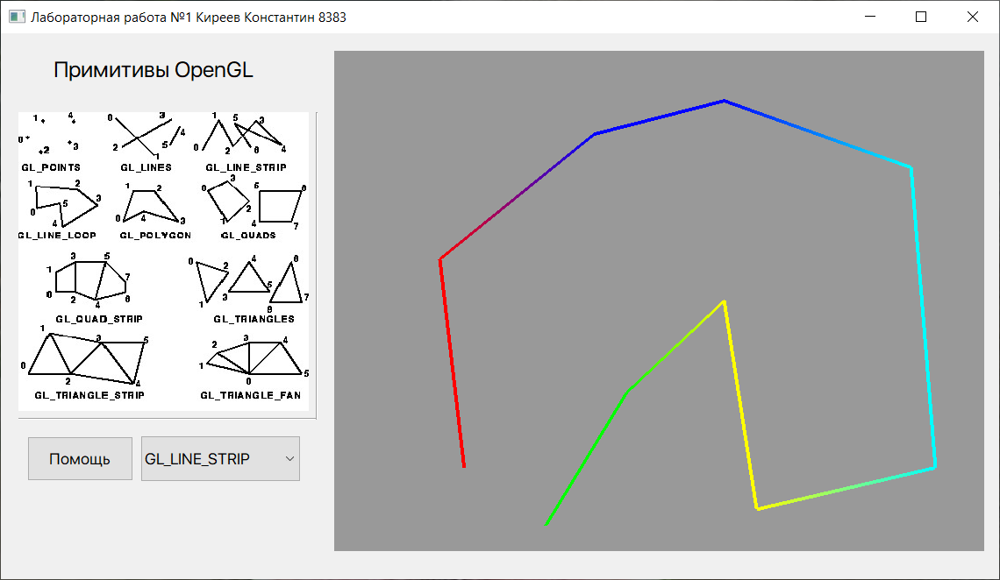 Лабораторная работа №1 Киреев Константин 8383
Примитивы OpenGL
1 4 0 3 1 5 3
0 2 3 2 5 1 4 0 2 6 4
GL_POINTS GL_LINES GL_LINE_STRIP
1 2 1 2 0 3 5 6
0 5 4 3 0 4 3 1 2 4 7
GL_LINE_LOOP GL_POLYGON GL_QUADS
1 3 5 7 0 2 4 6
0 2 4 6 1 3 5 6 7
GL_QUAD_STRIP GL_TRIANGLES
1 3 5 2 3 4
0 2 4 1 0 5
GL_TRIANGLE_STRIP GL_TRIANGLE_FAN
Помощь
GL_LINE_STRIP